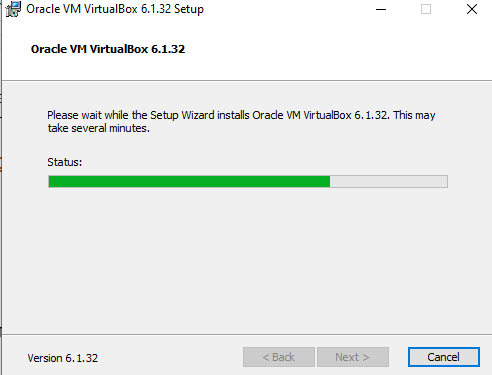 Oracle VM VirtualBox 6.1.32 Setup
Oracle VM VirtualBox 6.1.32
Please wait while the Setup Wizard installs Oracle VM VirtualBox 6.1.32. This may
take several minutes.
Status:
Version 6.1.32
< Back
Next >
Cancel